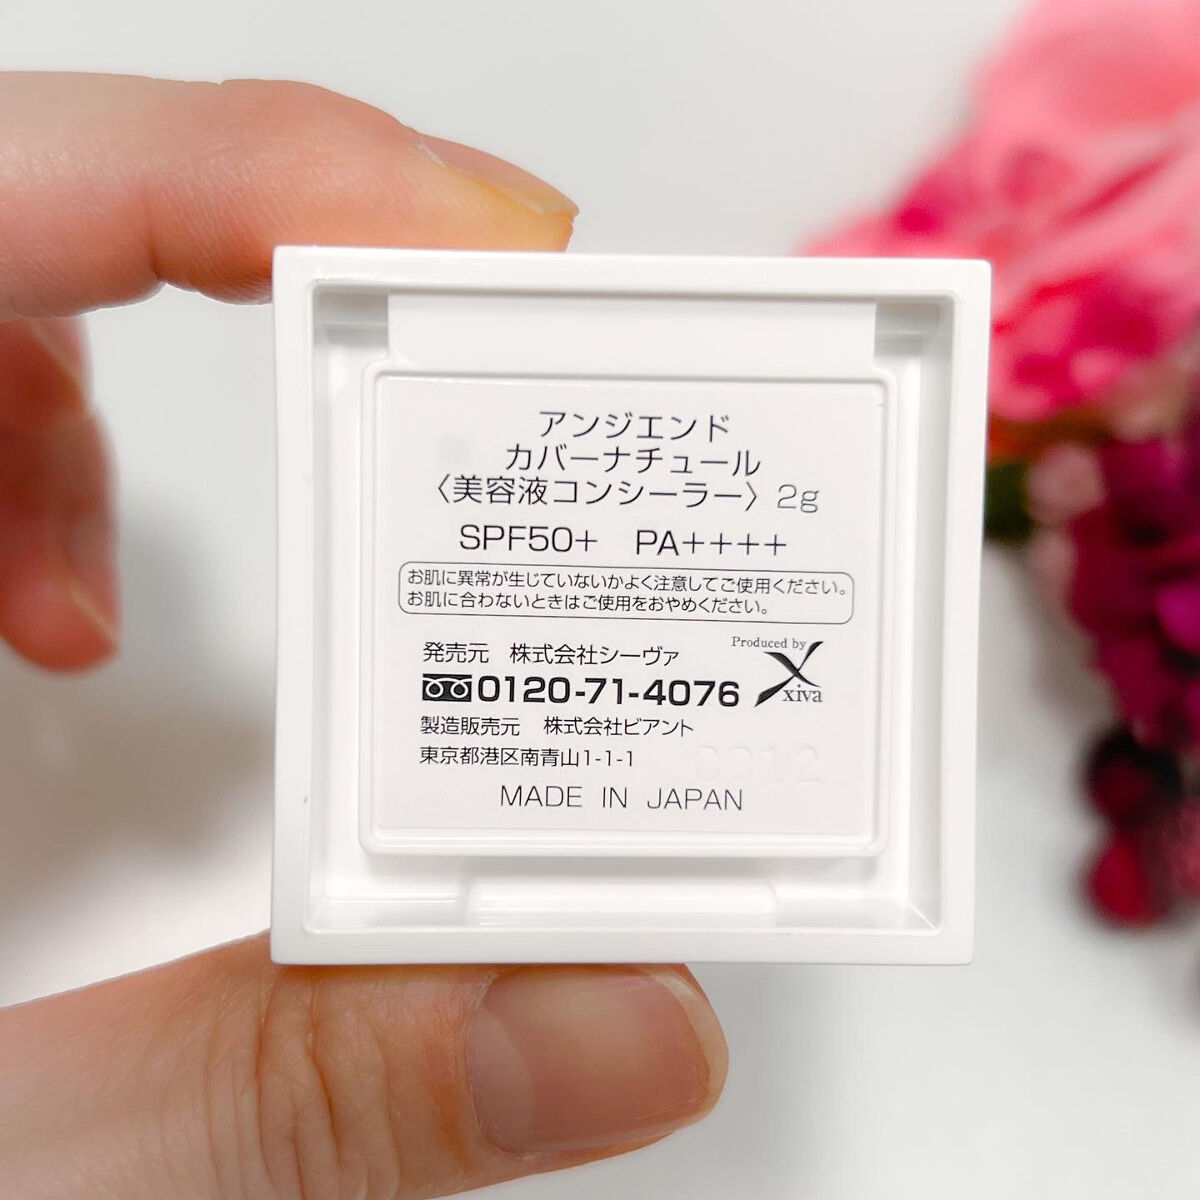 アンジエンド
カバーナチュール
〈美容液コンシーラー〉 2g
SPF50+ PA++++
お肌に異常が生じていないかよく注意してご使用ください。
お肌に合わないときはご使用をおやめください。
発売元 株式会社シーヴァ
Produced by
xiva
0120-71-4076
製造販売元 株式会社ビアント
東京都港区南青山1-1-1
MADE IN JAPAN